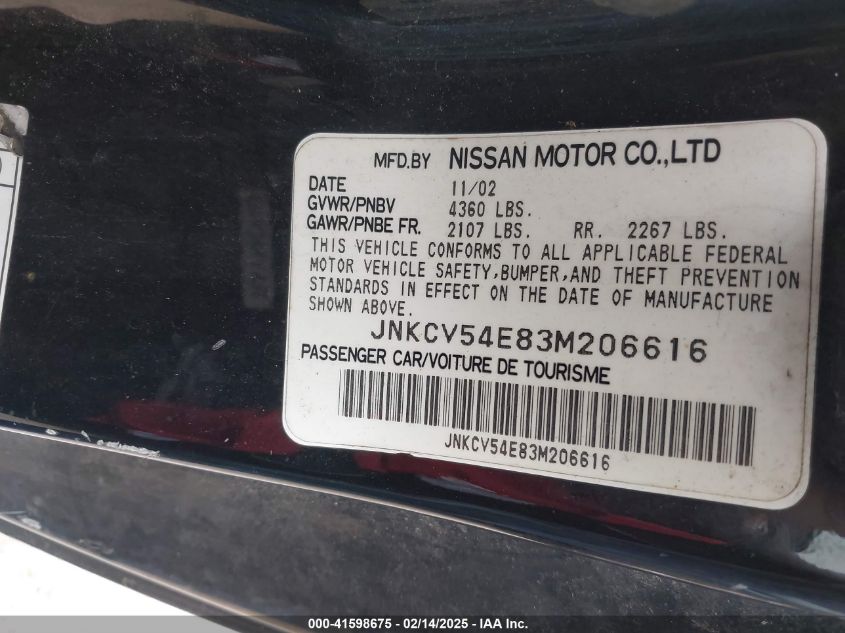 MFD.BY NISSAN MOTOR CO.,LTD
DATE 11/02
GVWR/PNBV 4360 LBS.
GAWR/PNBE FR. 2107 LBS. RR. 2267 LBS.
THIS VEHICLE CONFORMS TO ALL APPLICABLE FEDERAL
MOTOR VEHICLE SAFETY,BUMPER,AND THEFT PREVENTION
STANDARDS IN EFFECT ON THE DATE OF MANUFACTURE
SHOWN ABOVE.
JNKCV54E83M206616
PASSENGER CAR/VOITURE DE TOURISME
JNKCV54E83M206616
000-41598675 — 02/14/2025 — IAA Inc.